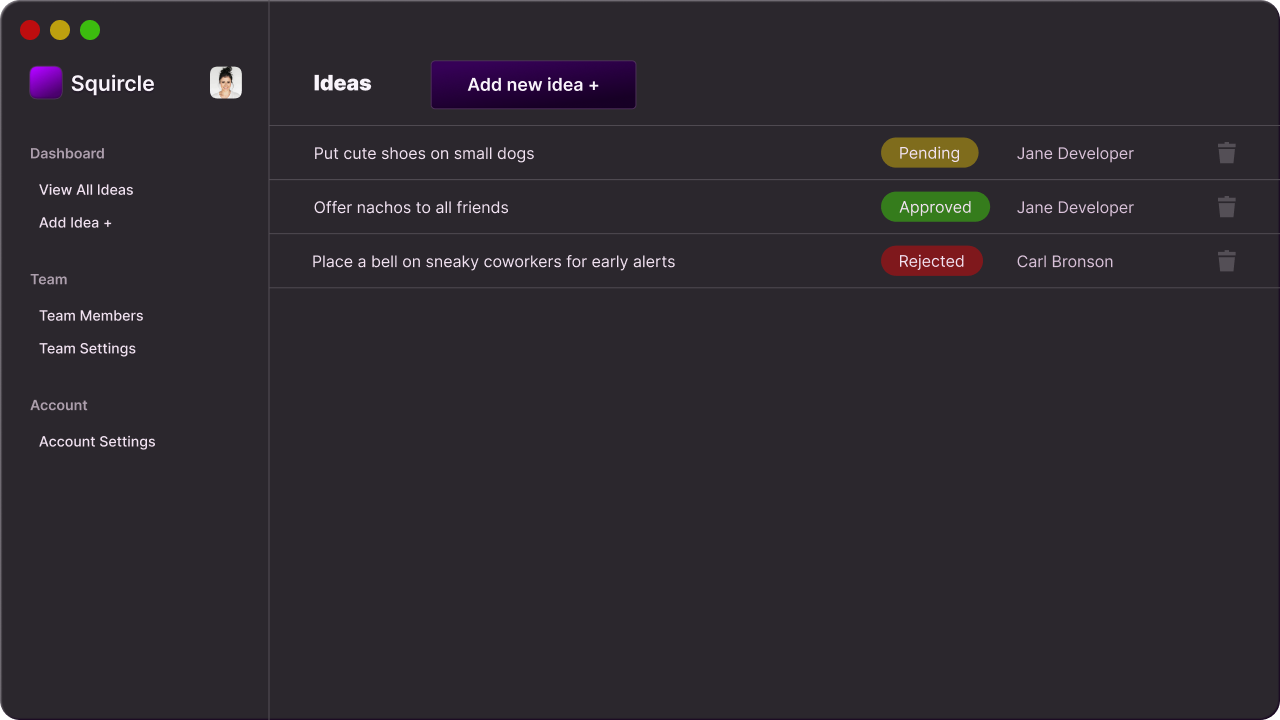 Squircle
Dashboard
View All Ideas
Add Idea +
Team
Team Members
Team Settings
Account
Account Settings
Ideas
Add new idea +
Put cute shoes on small dogs Pending Jane Developer
Offer nachos to all friends Approved Jane Developer
Place a bell on sneaky coworkers for early alerts Rejected Carl Bronson